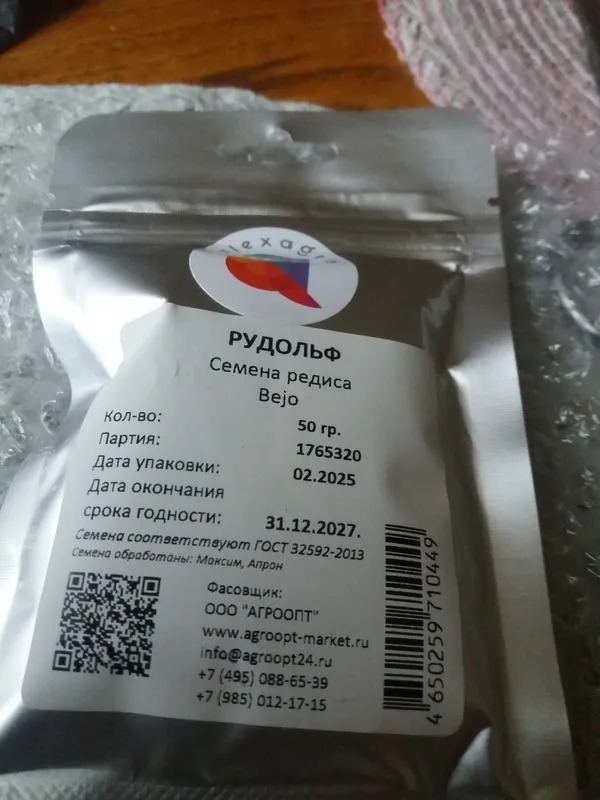 lexagro
РУДОЛЬФ
Семена редиса
Bejo
Кол-во: 50 гр.
Партия: 1765320
Дата упаковки: 02.2025
Дата окончания
срока годности: 31.12.2027.
Семена соответствуют ГОСТ 32592-2013
Семена обработаны: Максим, Апрон
Фасовщик:
ООО "АГРООПТ"
www.agroopt-market.ru
info@agroopt24.ru
+7 (495) 088-65-39
+7 (985) 012-17-15
4 650259 710449